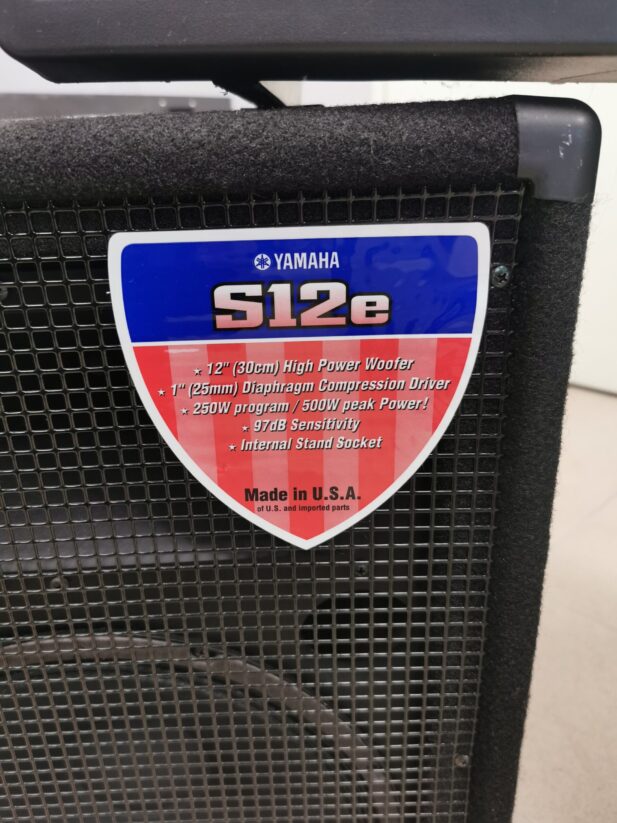 YAMAHA
S12e
★ 12" (30cm) High Power Woofer
★ 1" (25mm) Diaphragm Compression Driver
★ 250W program / 500W peak Power!
★ 97dB Sensitivity
★ Internal Stand Socket
Made in U.S.A.
of U.S. and imported parts